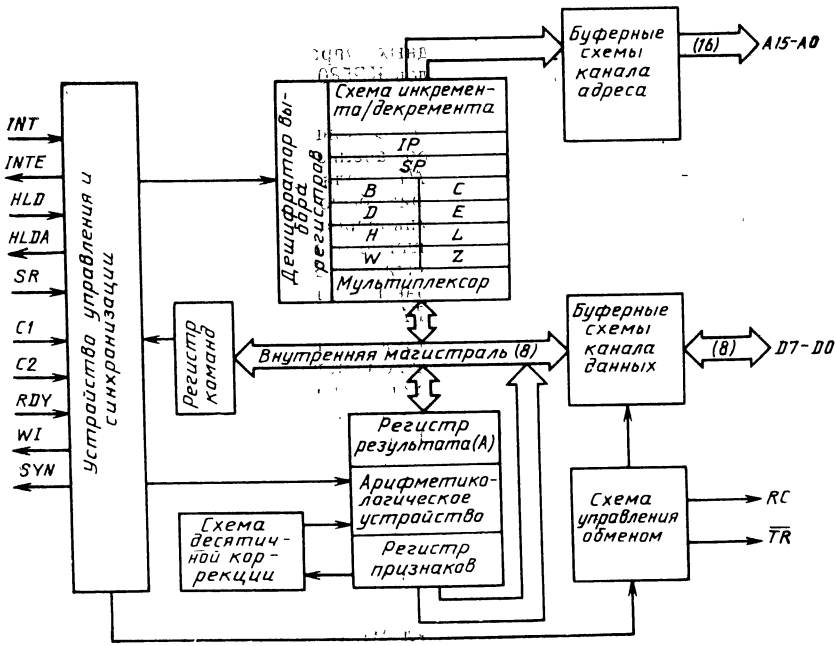 INT
INTE
HLD
HLDA
SR
C1
C2
RDY
WI
SYN
Устройство управления и
синхранизации
Дешифратор вы-
бора
регистров
Схема инкремен-
та/декремента
IP
SP
B C
D E
H L
W Z
Мультиплексор
Буферные
схемы
канала
адреса
(16)
A15-A0
Регистр
команд
Внутренняя магистраль (8)
Буферные
схемы
канала
данных
(8)
D7-D0
Регистр
результата(А)
Арифметико-
логическое
устройство
Регистр
признаков
Схема
десятич-
ной кор-
рекции
Схема
управления
обменом
RC
TR